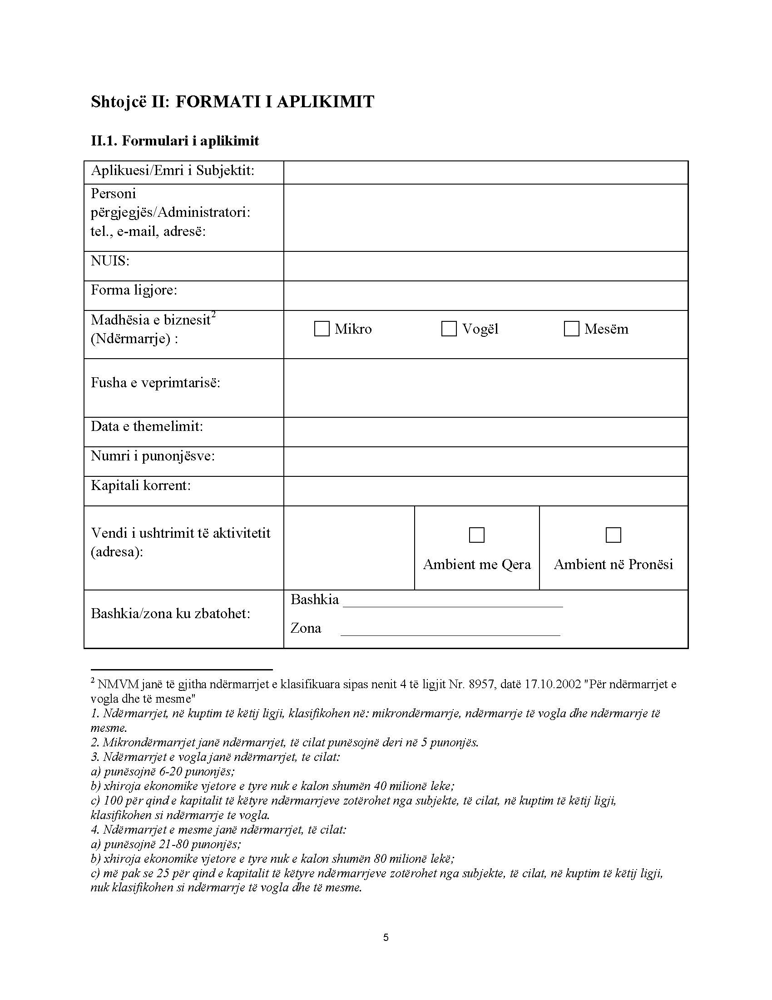 Shtojcë II: FORMATI I APLIKIMIT
II.1. Formulari i aplikimit
Aplikuesi/Emri i Subjektit:
Personi
përgjegjës/Administratori:
tel., e-mail, adresë:
NUIS:
Forma ligjore:
Madhësia e biznesit2
(Ndërmarrje) :
Mikro
Vogël
Mesëm
Fusha e veprimtarisë:
Data e themelimit:
Numri i punonjësve:
Kapitali korrent:
Vendi i ushtrimit të aktivitetit
(adresa):
Ambient me Qera
Ambient në Pronësi
Bashkia/zona ku zbatohet:
Bashkia
Zona
2 NMVM janë të gjitha ndërmarrjet e klasifikuara sipas nenit 4 të ligjit Nr. 8957, datë 17.10.2002 "Për ndërmarrjet e
vogla dhe të mesme"
1. Ndërmarrjet, në kuptim të këtij ligji, klasifikohen në: mikrondërmarrje, ndërmarrje të vogla dhe ndërmarrje të
mesme.
2. Mikrondërmarrjet janë ndërmarrjet, të cilat punësojnë deri në 5 punonjës.
3. Ndërmarrjet e vogla janë ndërmarrjet, te cilat:
a) punësojnë 6-20 punonjës;
b) xhiroja ekonomike vjetore e tyre nuk e kalon shumën 40 milionë leke;
c) 100 për qind e kapitalit të këtyre ndërmarrjeve zotërohet nga subjekte, të cilat, në kuptim të këtij ligji,
klasifikohen si ndërmarrje te vogla.
4. Ndërmarrjet e mesme janë ndërmarrjet, të cilat:
a) punësojnë 21-80 punonjës;
b) xhiroja ekonomike vjetore e tyre nuk e kalon shumën 80 milionë lekë;
c) më pak se 25 për qind e kapitalit të këtyre ndërmarrjeve zotërohet nga subjekte, të cilat, në kuptim të këtij ligji,
nuk klasifikohen si ndërmarrje të vogla dhe të mesme.
5